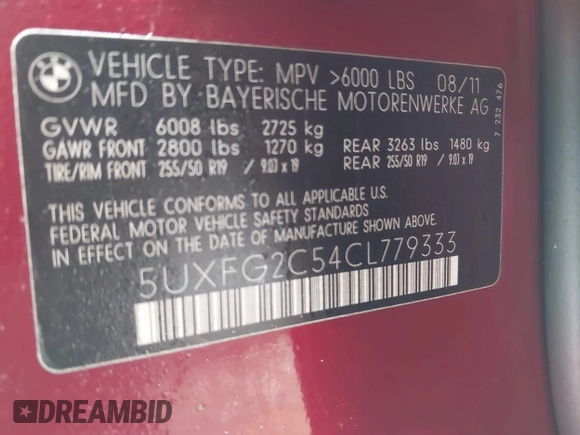 VEHICLE TYPE: MPV >6000 LBS 08/11
MFD BY BAYERISCHE MOTORENWERKE AG
GVWR 6008 lbs 2725 kg
GAWR FRONT 2800 lbs 1270 kg REAR 3263 lbs 1480 kg
TIRE/RIM FRONT 255/50 R19 / 9.0J x 19 REAR 255/50 R19 / 9.0J x 19
THIS VEHICLE CONFORMS TO ALL APPLICABLE U.S.
FEDERAL MOTOR VEHICLE SAFETY STANDARDS
IN EFFECT ON THE DATE OF MANUFACTURE SHOWN ABOVE.
5UXFG2C54CL779333
7 232 476
BMW
DREAMBID